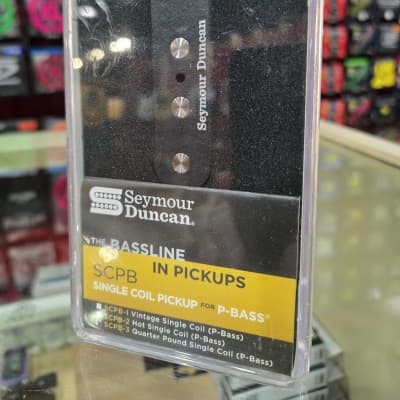 Seymour Duncan
Seymour
Duncan®
THE BASSLINE
IN PICKUPS
SCPB
SINGLE COIL PICKUP FOR P-BASS®
SCPB-1 Vintage Single Coil (P-Bass)
SCPB-2 Hot Single Coil (P-Bass)
SCPB-3 Quarter Pound Single Coil (P-Bass)